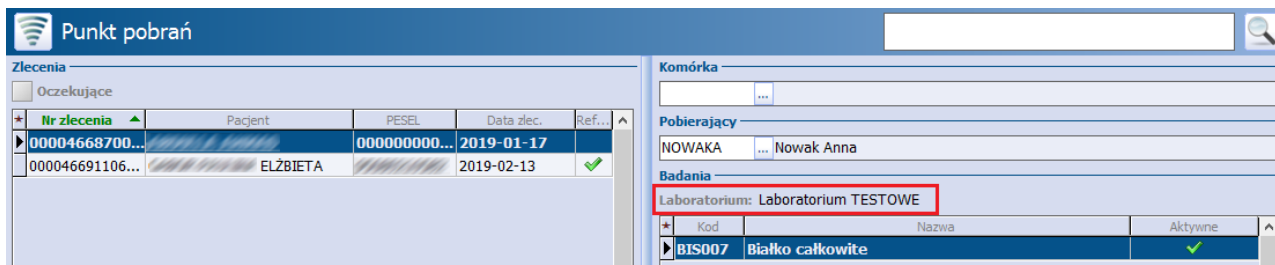 Punkt pobrań
Zlecenia
Oczekujące
* Nr zlecenia Pacjent PESEL Data zlec. Ref...
00004668700... 000000000... 2019-01-17
000046691106... ELŻBIETA 2019-02-13
Komórka
...
Pobierający
NOWAKA ... Nowak Anna
Badania
Laboratorium: Laboratorium TESTOWE
* Kod Nazwa Aktywne
BIS007 Białko całkowite